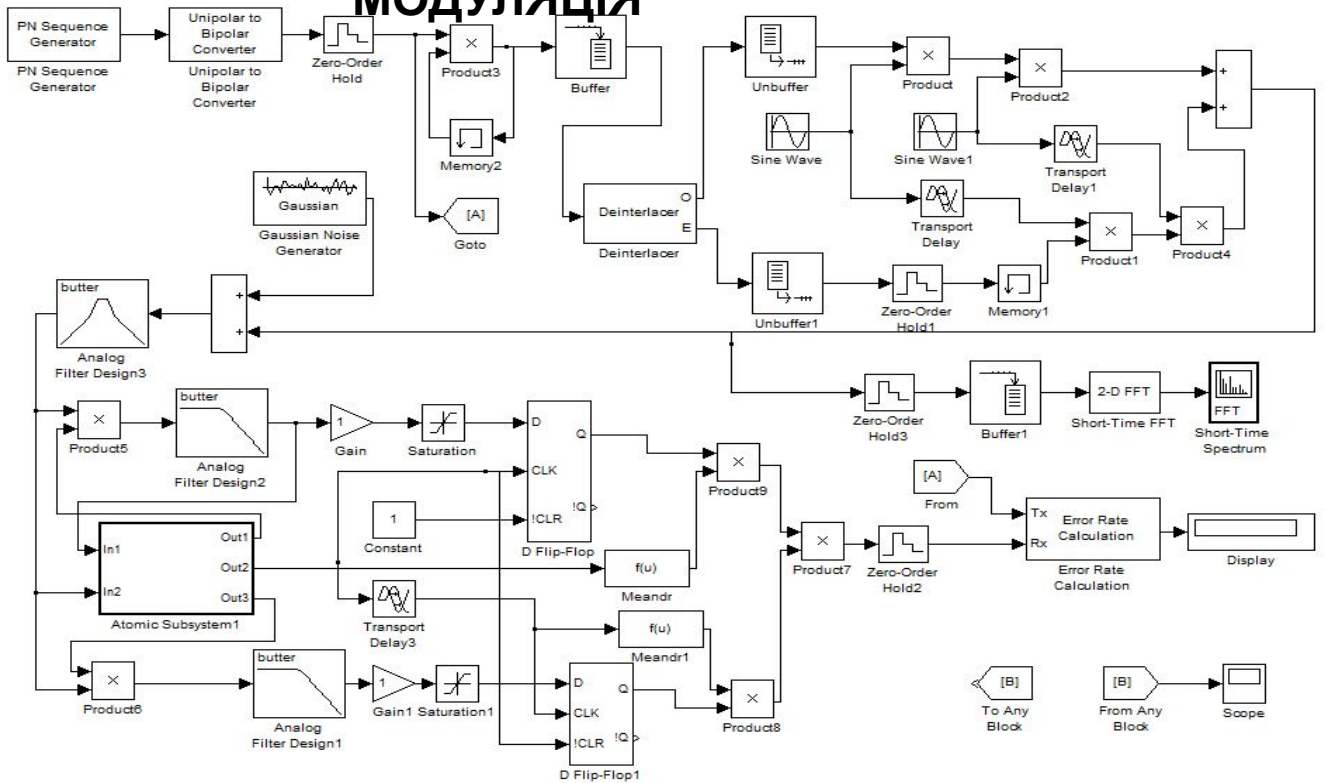 МОДУЛЯЦІЯ
PN Sequence
Generator
PN Sequence
Generator
Unipolar to
Bipolar
Converter
Unipolar to
Bipolar
Converter
Zero-Order
Hold
×
Product3
Buffer
Unbuffer
×
Product
×
Product2
+
+
Memory2
Sine Wave
Sine Wave1
Transport
Delay1
Gaussian
Gaussian Noise
Generator
[A]
Goto
Deinterlacer
O
E
Deinterlacer
Transport
Delay
×
Product1
×
Product4
butter
Analog
Filter Design3
+
+
Unbuffer1
Zero-Order
Hold1
Memory1
×
Product5
butter
Analog
Filter Design2
1
Gain
Saturation
D
CLK
!CLR
Q
!Q
D Flip-Flop
×
Product9
Zero-Order
Hold3
Buffer1
2-D FFT
Short-Time FFT
FFT
Short-Time
Spectrum
[A]
From
1
Constant
In1
In2
Out1
Out2
Out3
Atomic Subsystem1
f(u)
Meandr
×
Product7
Zero-Order
Hold2
Tx
Rx
Error Rate
Calculation
Error Rate
Calculation
Display
Transport
Delay3
f(u)
Meandr1
×
Product6
butter
Analog
Filter Design1
1
Gain1
Saturation1
D
CLK
!CLR
Q
!Q
D Flip-Flop1
×
Product8
[B]
To Any
Block
[B]
From Any
Block
Scope